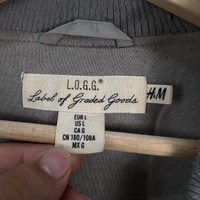 L.O.G.G.®
Label of Graded Goods
H&M
EUR L
US L
CA G
CN 180/108A
MX G